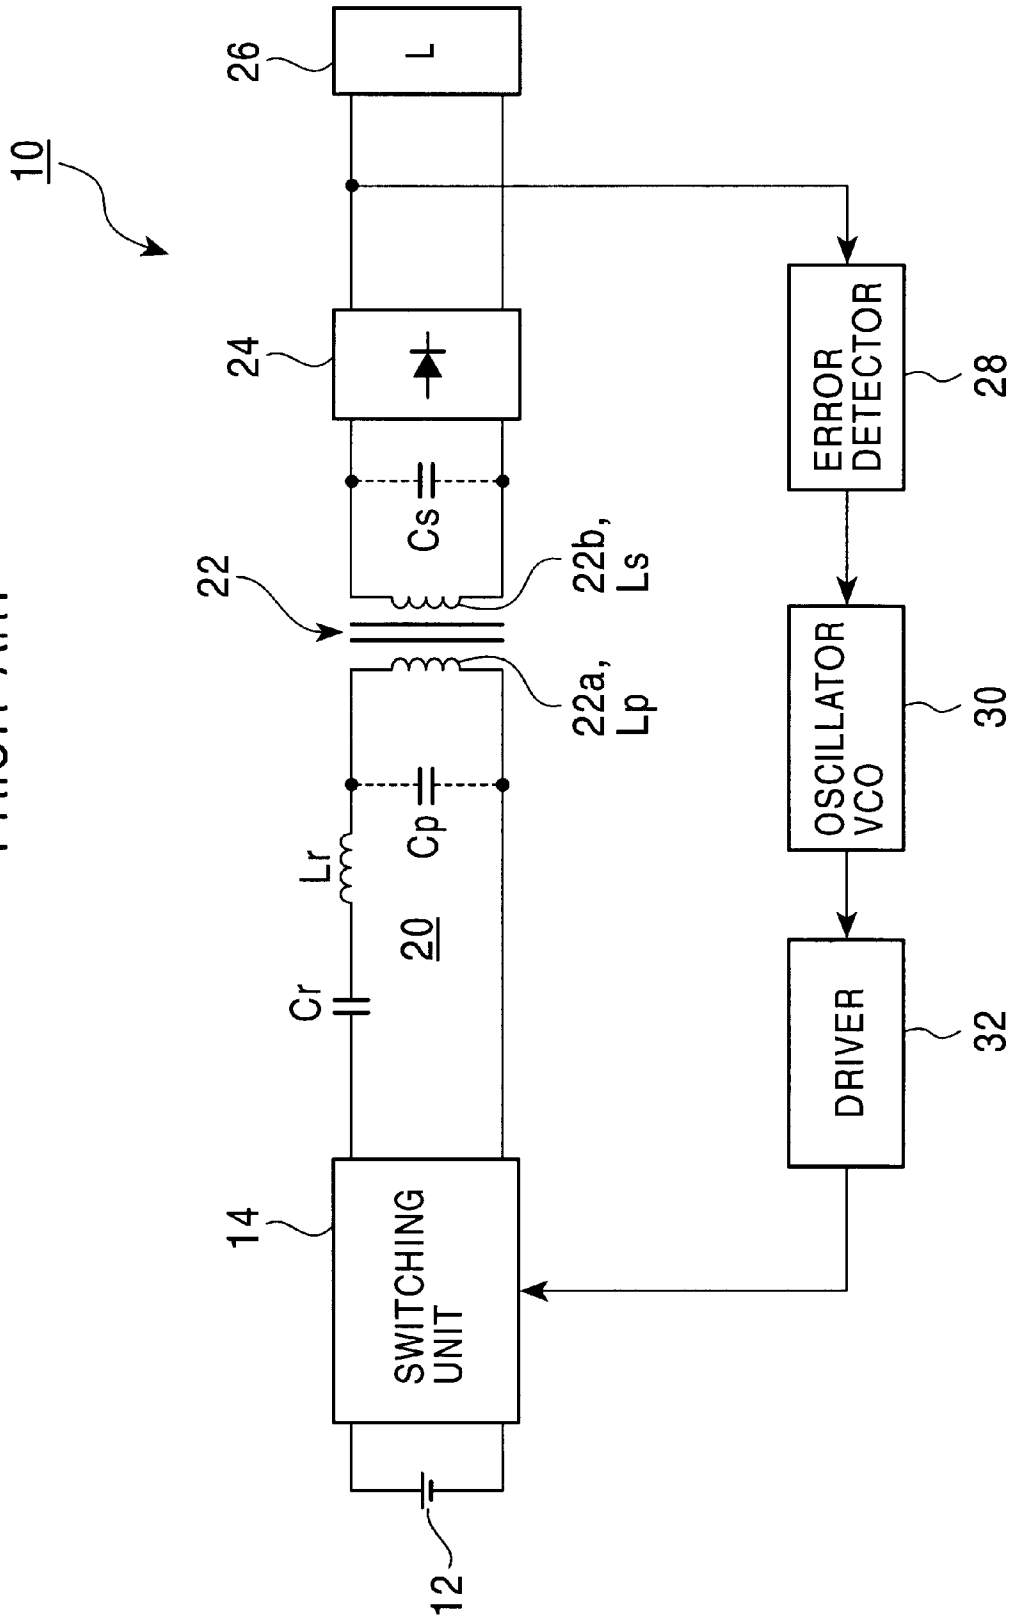 PRIOR ART
10
12
14
SWITCHING
UNIT
Cr
Lr
20
Cp
22
22a,
Lp
22b,
Ls
Cs
24
26
L
DRIVER
32
OSCILLATOR
VCO
30
ERROR
DETECTOR
28